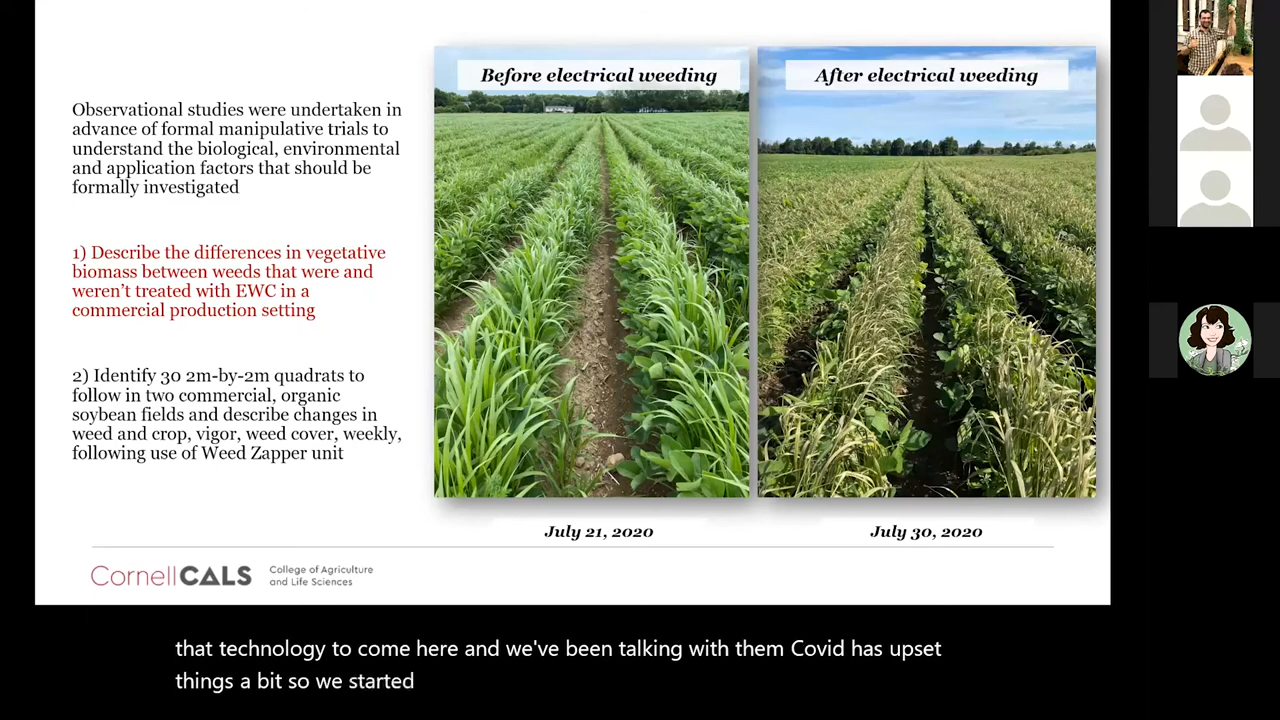 Observational studies were undertaken in
advance of formal manipulative trials to
understand the biological, environmental
and application factors that should be
formally investigated
1) Describe the differences in vegetative
biomass between weeds that were and
weren't treated with EWC in a
commercial production setting
2) Identify 30 2m-by-2m quadrats to
follow in two commercial, organic
soybean fields and describe changes in
weed and crop, vigor, weed cover, weekly,
following use of Weed Zapper unit
Before electrical weeding
After electrical weeding
July 21, 2020
July 30, 2020
CornellCALS
College of Agriculture
and Life Sciences
that technology to come here and we've been talking with them Covid has upset
things a bit so we started